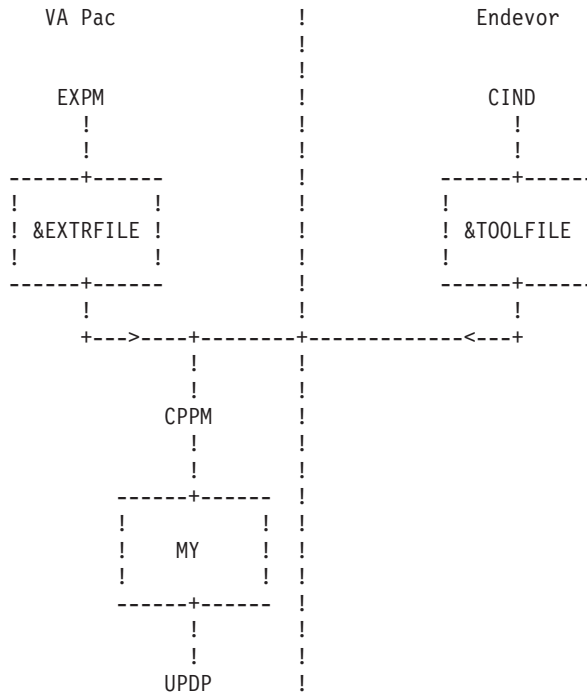 VA Pac ! Endevor
!
!
EXPM ! CIND
! ! !
! ! !
------+------ ! ------+------
! ! ! !
! &EXTRFILE ! ! ! &TOOLFILE
! ! ! !
------+------ ! ------+------
! ! !
+--->----+--------+-------------<---+
! !
! !
CPPM !
! !
! !
------+------ !
! ! !
! MY ! !
! ! !
------+------ !
! !
! !
UPDP !